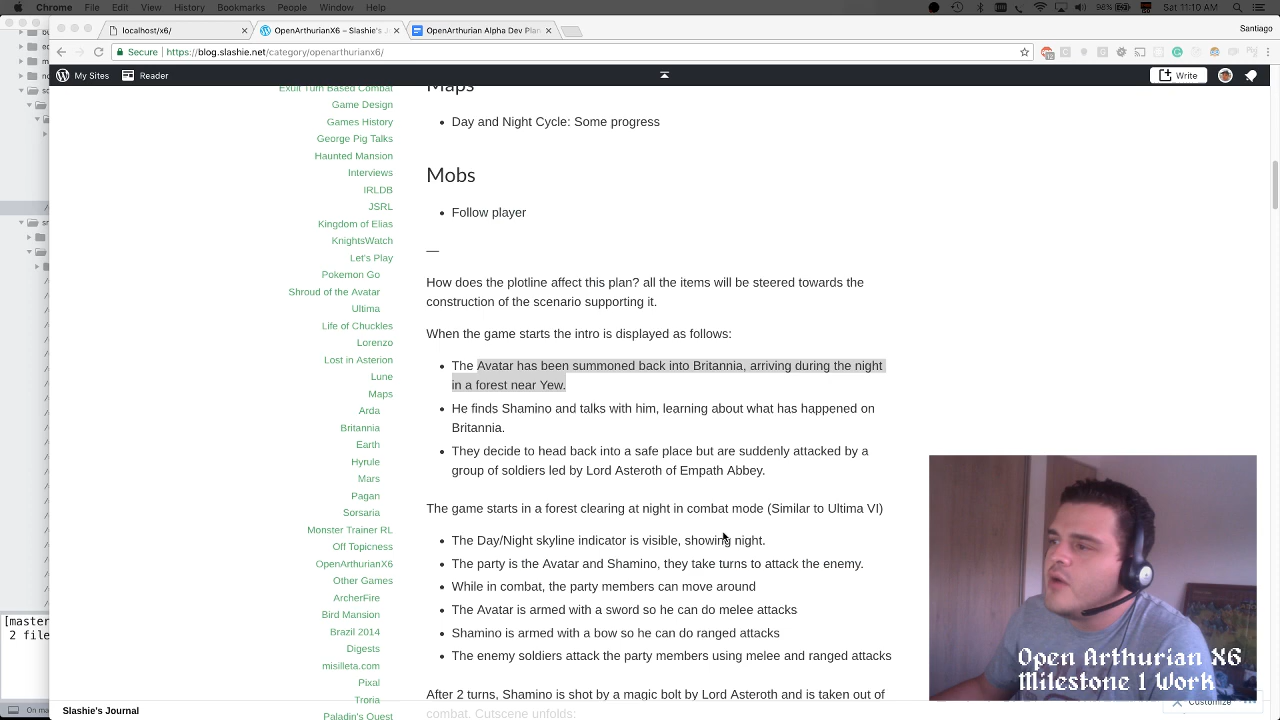 Chrome File Edit View History Bookmarks People Window Help
localhost/x6/
OpenArthurianX6 – Slashie's J
OpenArthurian Alpha Dev Plan
Santiago
Secure | https://blog.slashie.net/category/openarthurianx6/
My Sites Reader Write
Maps
Day and Night Cycle: Some progress
Mobs
Follow player
—
How does the plotline affect this plan? all the items will be steered towards the
construction of the scenario supporting it.
When the game starts the intro is displayed as follows:
The Avatar has been summoned back into Britannia, arriving during the night
in a forest near Yew.
He finds Shamino and talks with him, learning about what has happened on
Britannia.
They decide to head back into a safe place but are suddenly attacked by a
group of soldiers led by Lord Asteroth of Empath Abbey.
The game starts in a forest clearing at night in combat mode (Similar to Ultima VI)
The Day/Night skyline indicator is visible, showing night.
The party is the Avatar and Shamino, they take turns to attack the enemy.
While in combat, the party members can move around
The Avatar is armed with a sword so he can do melee attacks
Shamino is armed with a bow so he can do ranged attacks
The enemy soldiers attack the party members using melee and ranged attacks
After 2 turns, Shamino is shot by a magic bolt by Lord Asteroth and is taken out of
combat. Cutscene unfolds:
Exult Turn Based Combat
Game Design
Games History
George Pig Talks
Haunted Mansion
Interviews
IRLDB
JSRL
Kingdom of Elias
KnightsWatch
Let's Play
Pokemon Go
Shroud of the Avatar
Ultima
Life of Chuckles
Lorenzo
Lost in Asterion
Lune
Maps
Arda
Britannia
Earth
Hyrule
Mars
Pagan
Sorsaria
Monster Trainer RL
Off Topicness
OpenArthurianX6
Other Games
ArcherFire
Bird Mansion
Brazil 2014
Digests
misilleta.com
Pixal
Troria
Paladin's Quest
[master
2 file
Slashie's Journal
Customize
Open Arthurian X6
Milestone 1 Work